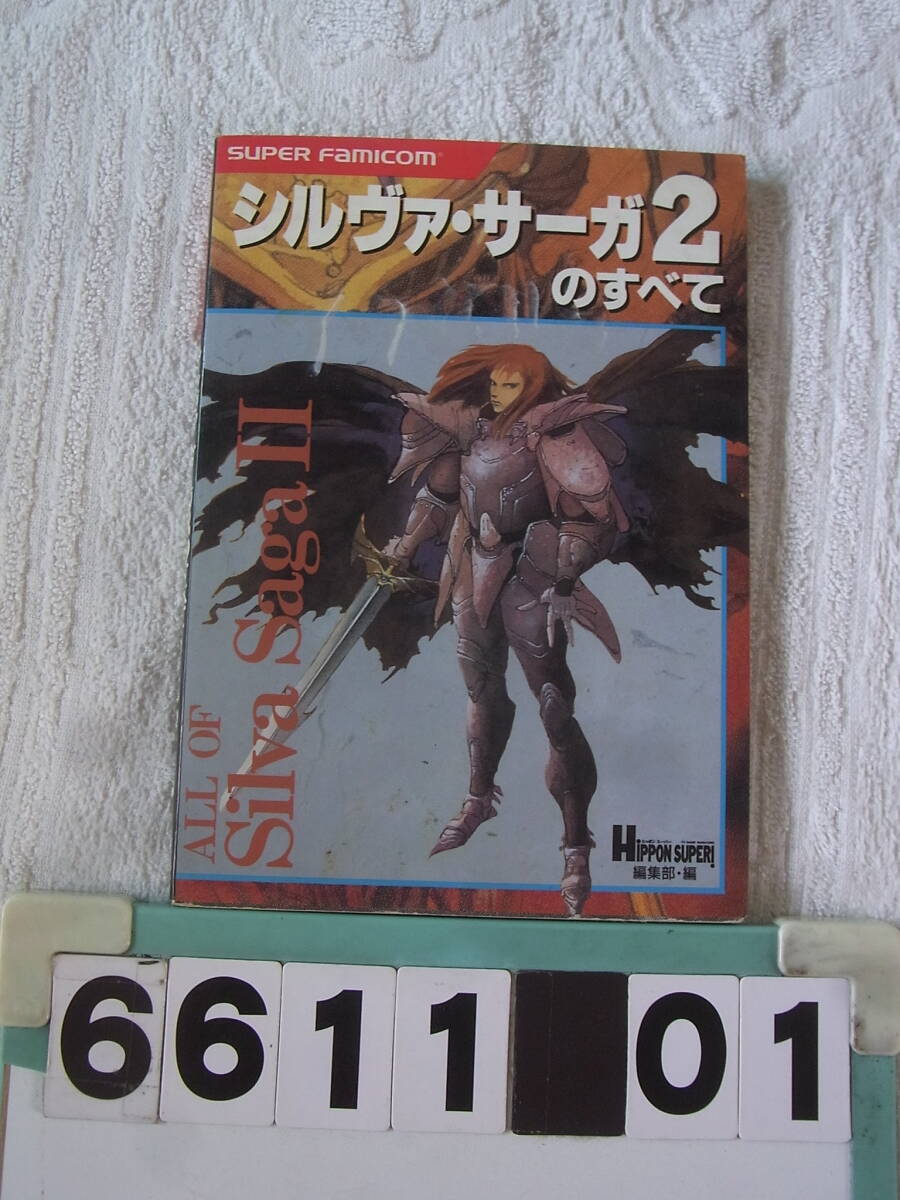 SUPER FAMICOM
シルヴァ・サーガ2
のすべて
ALL OF
Silva Saga II
HIPPON SUPER!
編集部・編
6611 01